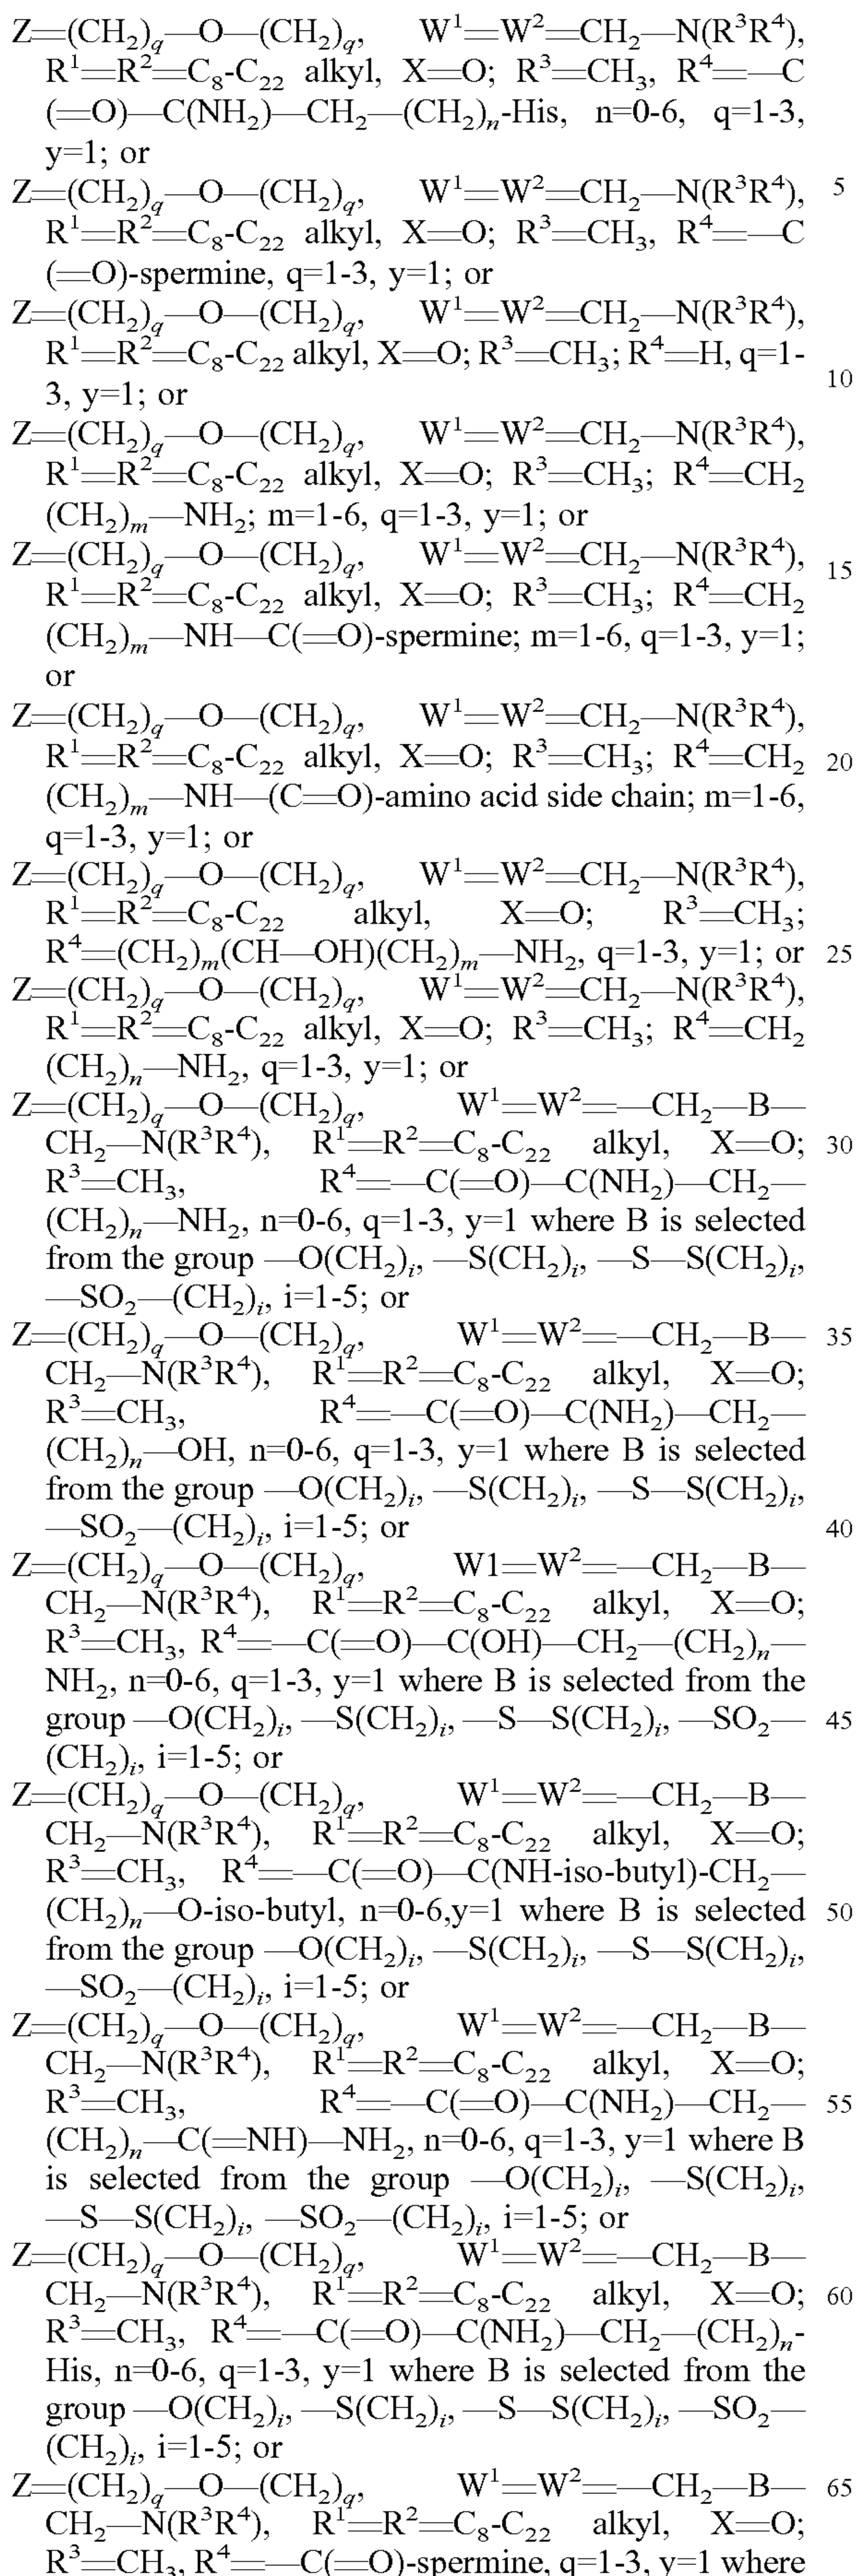 Z=(CH₂)q—O—(CH₂)q, W¹=W²=CH₂—N(R³R⁴),
R¹=R²=C₈-C₂₂ alkyl, X=O; R³=CH₃, R⁴=—C
(=O)—C(NH₂)—CH₂—(CH₂)ₙ-His, n=0-6, q=1-3,
y=1; or
Z=(CH₂)q—O—(CH₂)q, W¹=W²=CH₂—N(R³R⁴), 5
R¹=R²=C₈-C₂₂ alkyl, X=O; R³=CH₃, R⁴=—C
(=O)-spermine, q=1-3, y=1; or
Z=(CH₂)q—O—(CH₂)q, W¹=W²=CH₂—N(R³R⁴),
R¹=R²=C₈-C₂₂ alkyl, X=O; R³=CH₃; R⁴=H, q=1-
3, y=1; or 10
Z=(CH₂)q—O—(CH₂)q, W¹=W²=CH₂—N(R³R⁴),
R¹=R²=C₈-C₂₂ alkyl, X=O; R³=CH₃; R⁴=CH₂
(CH₂)ₘ—NH₂; m=1-6, q=1-3, y=1; or
Z=(CH₂)q—O—(CH₂)q, W¹=W²=CH₂—N(R³R⁴), 15
R¹=R²=C₈-C₂₂ alkyl, X=O; R³=CH₃; R⁴=CH₂
(CH₂)ₘ—NH—C(=O)-spermine; m=1-6, q=1-3, y=1;
or
Z=(CH₂)q—O—(CH₂)q, W¹=W²=CH₂—N(R³R⁴),
R¹=R²=C₈-C₂₂ alkyl, X=O; R³=CH₃; R⁴=CH₂ 20
(CH₂)ₘ—NH—(C=O)-amino acid side chain; m=1-6,
q=1-3, y=1; or
Z=(CH₂)q—O—(CH₂)q, W¹=W²=CH₂—N(R³R⁴),
R¹=R²=C₈-C₂₂ alkyl, X=O; R³=CH₃;
R⁴=(CH₂)ₘ(CH—OH)(CH₂)ₘ—NH₂, q=1-3, y=1; or 25
Z=(CH₂)q—O—(CH₂)q, W¹=W²=CH₂—N(R³R⁴),
R¹=R²=C₈-C₂₂ alkyl, X=O; R³=CH₃; R⁴=CH₂
(CH₂)ₙ—NH₂, q=1-3, y=1; or
Z=(CH₂)q—O—(CH₂)q, W¹=W²=—CH₂—B—
CH₂—N(R³R⁴), R¹=R²=C₈-C₂₂ alkyl, X=O; 30
R³=CH₃, R⁴=—C(=O)—C(NH₂)—CH₂—
(CH₂)ₙ—NH₂, n=0-6, q=1-3, y=1 where B is selected
from the group —O(CH₂)ᵢ, —S(CH₂)ᵢ, —S—S(CH₂)ᵢ,
—SO₂—(CH₂)ᵢ, i=1-5; or
Z=(CH₂)q—O—(CH₂)q, W¹=W²=—CH₂—B— 35
CH₂—N(R³R⁴), R¹=R²=C₈-C₂₂ alkyl, X=O;
R³=CH₃, R⁴=—C(=O)—C(NH₂)—CH₂—
(CH₂)ₙ—OH, n=0-6, q=1-3, y=1 where B is selected
from the group —O(CH₂)ᵢ, —S(CH₂)ᵢ, —S—S(CH₂)ᵢ,
—SO₂—(CH₂)ᵢ, i=1-5; or 40
Z=(CH₂)q—O—(CH₂)q, W1=W²=—CH₂—B—
CH₂—N(R³R⁴), R¹=R²=C₈-C₂₂ alkyl, X=O;
R³=CH₃, R⁴=—C(=O)—C(OH)—CH₂—(CH₂)ₙ—
NH₂, n=0-6, q=1-3, y=1 where B is selected from the
group —O(CH₂)ᵢ, —S(CH₂)ᵢ, —S—S(CH₂)ᵢ, —SO₂— 45
(CH₂)ᵢ, i=1-5; or
Z=(CH₂)q—O—(CH₂)q, W¹=W²=—CH₂—B—
CH₂—N(R³R⁴), R¹=R²=C₈-C₂₂ alkyl, X=O;
R³=CH₃, R⁴=—C(=O)—C(NH-iso-butyl)-CH₂—
(CH₂)ₙ—O-iso-butyl, n=0-6,y=1 where B is selected 50
from the group —O(CH₂)ᵢ, —S(CH₂)ᵢ, —S—S(CH₂)ᵢ,
—SO₂—(CH₂)ᵢ, i=1-5; or
Z=(CH₂)q—O—(CH₂)q, W¹=W²=—CH₂—B—
CH₂—N(R³R⁴), R¹=R²=C₈-C₂₂ alkyl, X=O;
R³=CH₃, R⁴=—C(=O)—C(NH₂)—CH₂— 55
(CH₂)ₙ—C(=NH)—NH₂, n=0-6, q=1-3, y=1 where B
is selected from the group —O(CH₂)ᵢ, —S(CH₂)ᵢ,
—S—S(CH₂)ᵢ, —SO₂—(CH₂)ᵢ, i=1-5; or
Z=(CH₂)q—O—(CH₂)q, W¹=W²=—CH₂—B—
CH₂—N(R³R⁴), R¹=R²=C₈-C₂₂ alkyl, X=O; 60
R³=CH₃, R⁴=—C(=O)—C(NH₂)—CH₂—(CH₂)ₙ-
His, n=0-6, q=1-3, y=1 where B is selected from the
group —O(CH₂)ᵢ, —S(CH₂)ᵢ, —S—S(CH₂)ᵢ, —SO₂—
(CH₂)ᵢ, i=1-5; or
Z=(CH₂)q—O—(CH₂)q, W¹=W²=—CH₂—B— 65
CH₂—N(R³R⁴), R¹=R²=C₈-C₂₂ alkyl, X=O;
R³=CH₃, R⁴=—C(=O)-spermine, q=1-3, y=1 where